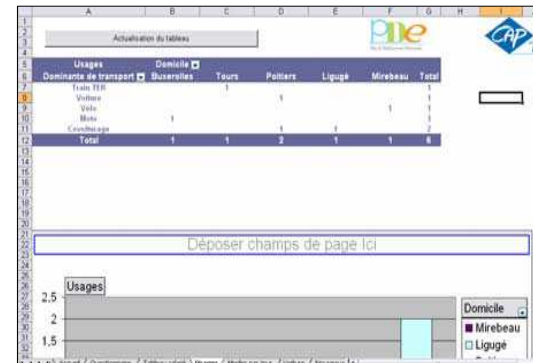 A B C D E F G H I
Actualisation du tableau
PDE
CAP
Usages Domicile
Dominante de transport Buxerolles Tours Poitiers Ligugé Mirebeau Total
Train TER 1 1
Voiture 1 1
Vélo 1 1
Moto 1 1
Covoiturage 1 1 2
Total 1 1 2 1 1 6
Déposer champs de page Ici
Usages
2.5
2
1.5
Domicile
Mirebeau
Ligugé